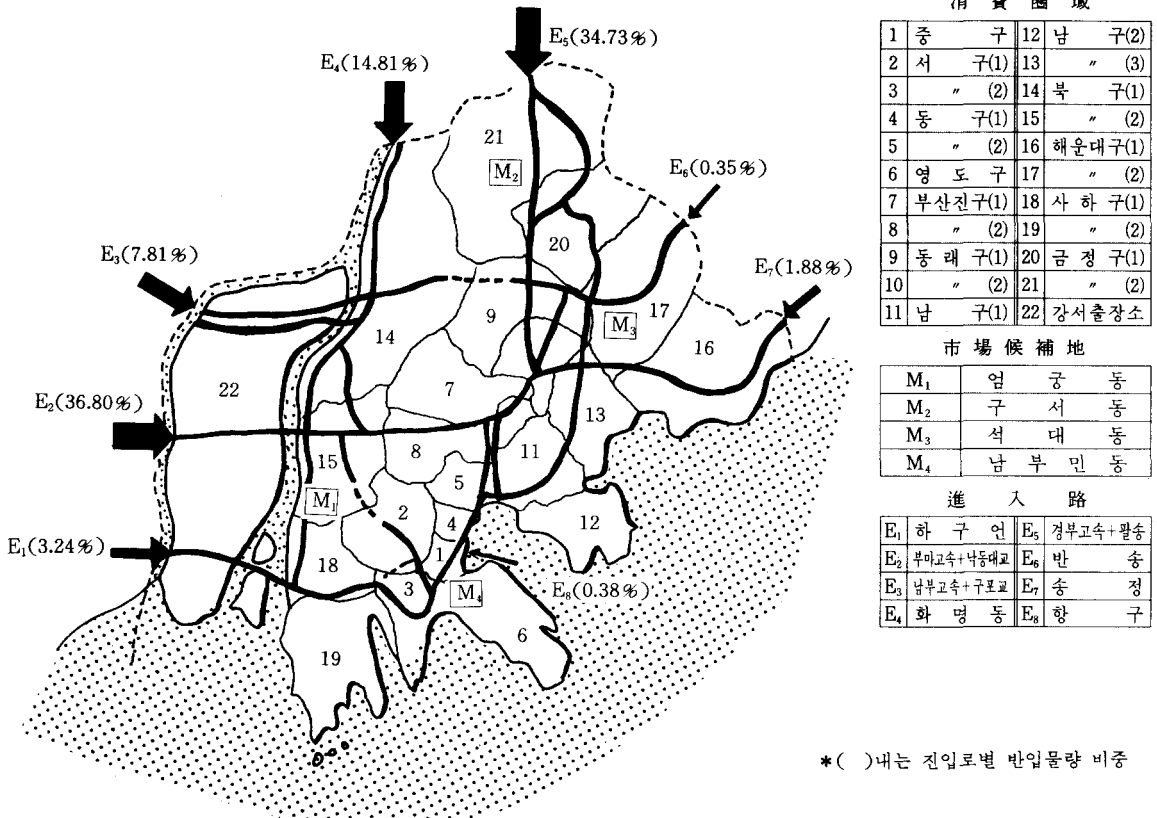 消費圈域
1 중구 12 남구(2)
2 서구(1) 13 〃 (3)
3 〃 (2) 14 북구(1)
4 동구(1) 15 〃 (2)
5 〃 (2) 16 해운대구(1)
6 영도구 17 〃 (2)
7 부산진구(1) 18 사하구(1)
8 〃 (2) 19 〃 (2)
9 동래구(1) 20 금정구(1)
10 〃 (2) 21 〃 (2)
11 남구(1) 22 강서출장소
市場候補地
M₁ 엄궁동
M₂ 구서동
M₃ 석대동
M₄ 남부민동
進入路
E₁ 하구언 E₅ 경부고속+팔송
E₂ 부마고속+낙동대교 E₆ 반송
E₃ 남부고속+구포교 E₇ 송정
E₄ 화명동 E₈ 항구
E₅(34.73%)
E₄(14.81%)
21
M₂
E₆(0.35%)
20
E₃(7.81%)
E₇(1.88%)
9
17
M₃
14
16
22
7
E₂(36.80%)
13
8
11
15
5
M₁
2
12
4
E₁(3.24%)
1
18
3
M₄
E₈(0.38%)
6
19
*( )내는 진입로별 반입물량 비중